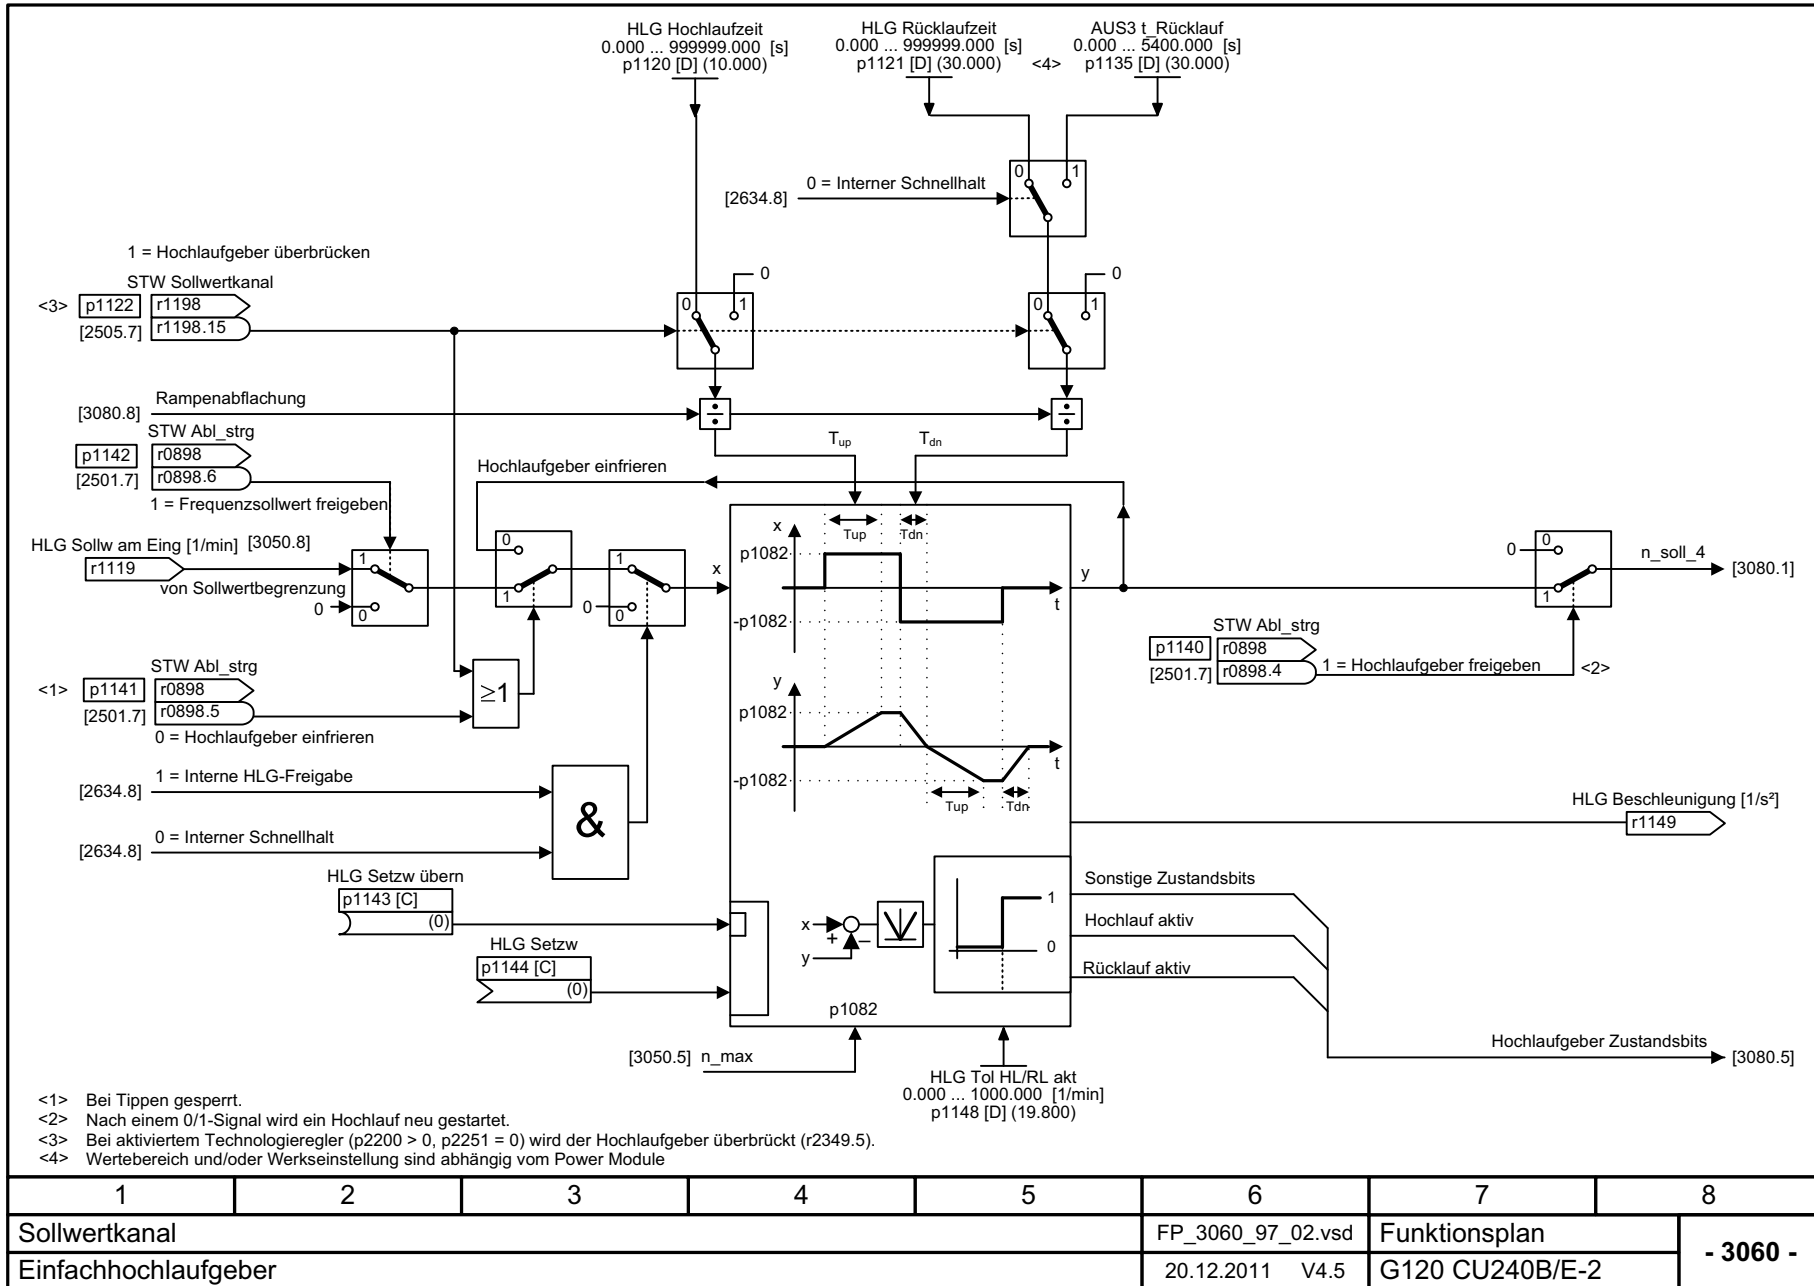 HLG Hochlaufzeit
0.000 ... 999999.000 [s]
p1120 [D] (10.000)
HLG Rücklaufzeit
0.000 ... 999999.000 [s]
p1121 [D] (30.000)
<4>
AUS3 t_Rücklauf
0.000 ... 5400.000 [s]
p1135 [D] (30.000)
0 1
[2634.8] 0 = Interner Schnellhalt
1 = Hochlaufgeber überbrücken
STW Sollwertkanal
<3> p1122 r1198
[2505.7] r1198.15
0
0 1
0
0 1
[3080.8] Rampenabflachung
÷ ÷
STW Abl_strg
p1142 r0898
[2501.7] r0898.6
1 = Frequenzsollwert freigeben
Tup Tdn
Hochlaufgeber einfrieren
HLG Sollw am Eing [1/min] [3050.8]
r1119
von Sollwertbegrenzung
0
1
0
0
1
1
0
0
x
x
Tup Tdn
p1082
-p1082
t
y
y
p1082
-p1082
t
Tup Tdn
0
0
1
n_soll_4
[3080.1]
STW Abl_strg
p1140 r0898
[2501.7] r0898.4
1 = Hochlaufgeber freigeben <2>
STW Abl_strg
<1> p1141 r0898
[2501.7] r0898.5
0 = Hochlaufgeber einfrieren
≥1
[2634.8] 1 = Interne HLG-Freigabe
[2634.8] 0 = Interner Schnellhalt
&
HLG Beschleunigung [1/s²]
r1149
HLG Setzw übern
p1143 [C]
(0)
HLG Setzw
p1144 [C]
(0)
x
+
−
y
1
0
p1082
Sonstige Zustandsbits
Hochlauf aktiv
Rücklauf aktiv
Hochlaufgeber Zustandsbits
[3080.5]
[3050.5] n_max
HLG Tol HL/RL akt
0.000 ... 1000.000 [1/min]
p1148 [D] (19.800)
<1> Bei Tippen gesperrt.
<2> Nach einem 0/1-Signal wird ein Hochlauf neu gestartet.
<3> Bei aktiviertem Technologieregler (p2200 > 0, p2251 = 0) wird der Hochlaufgeber überbrückt (r2349.5).
<4> Wertebereich und/oder Werkseinstellung sind abhängig vom Power Module
1 2 3 4 5 6 7 8
Sollwertkanal
FP_3060_97_02.vsd
Funktionsplan
- 3060 -
Einfachhochlaufgeber
20.12.2011 V4.5
G120 CU240B/E-2